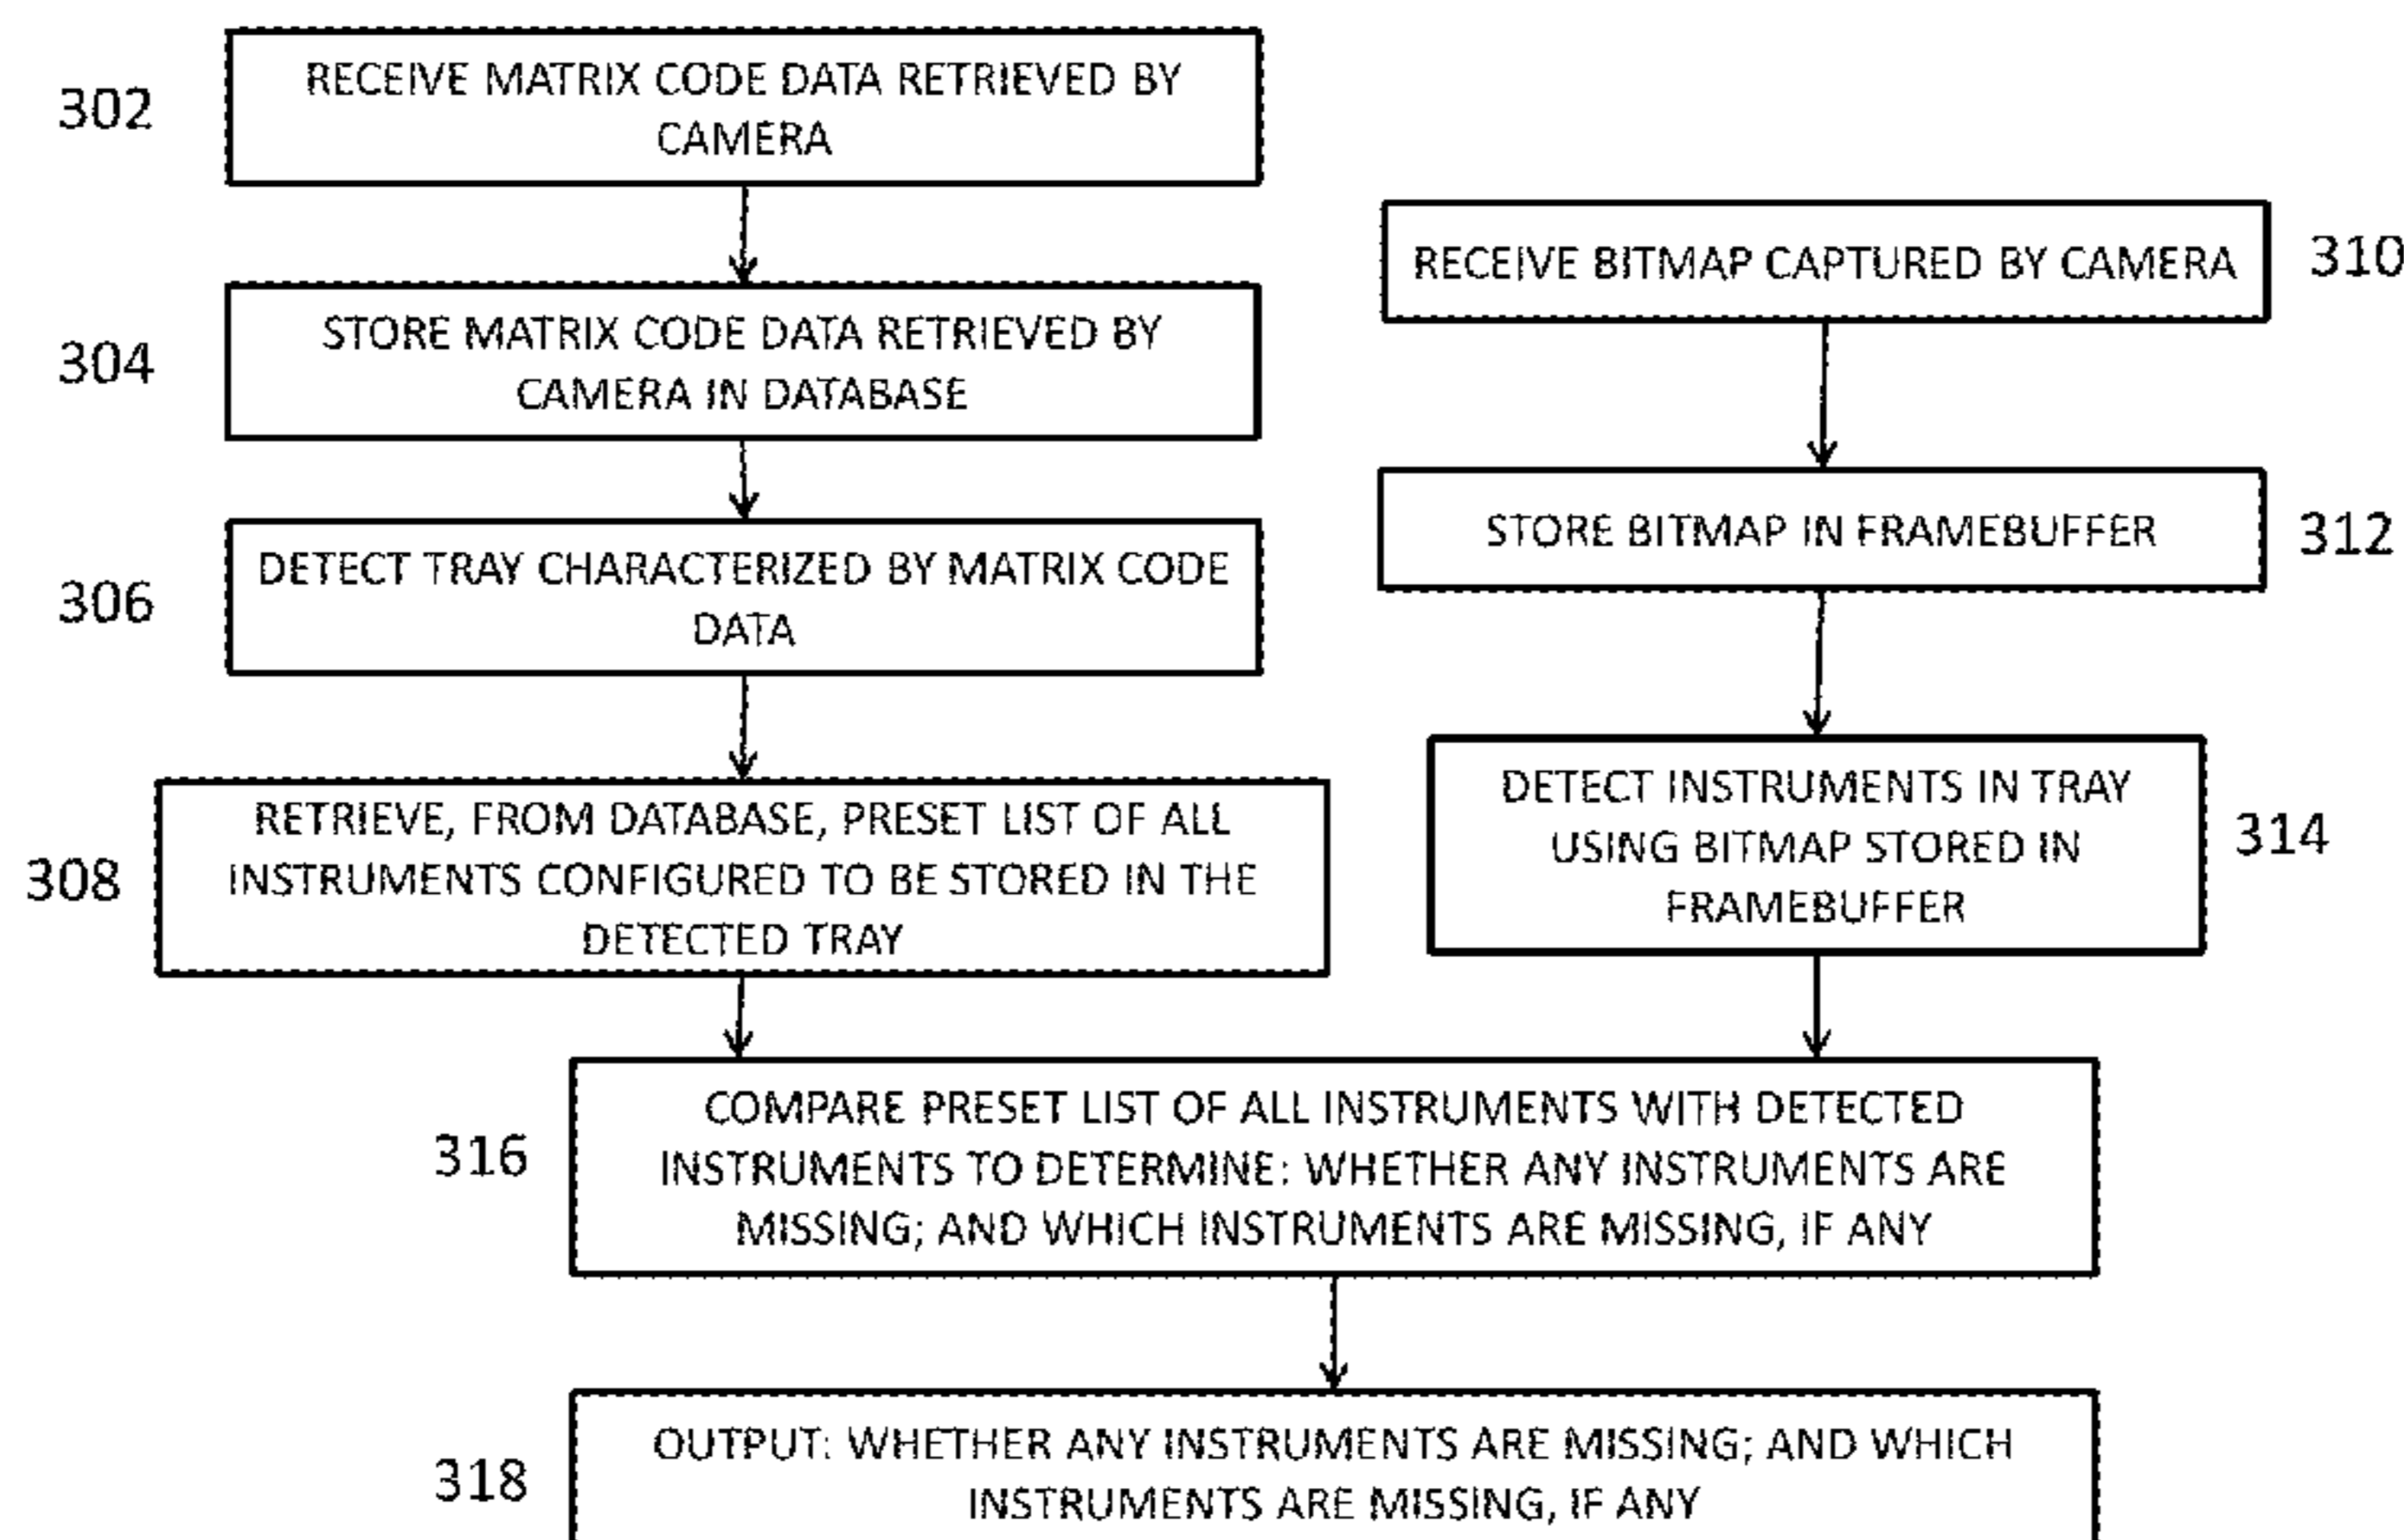 302
RECEIVE MATRIX CODE DATA RETRIEVED BY
CAMERA
304
STORE MATRIX CODE DATA RETRIEVED BY
CAMERA IN DATABASE
306
DETECT TRAY CHARACTERIZED BY MATRIX CODE
DATA
308
RETRIEVE, FROM DATABASE, PRESET LIST OF ALL
INSTRUMENTS CONFIGURED TO BE STORED IN THE
DETECTED TRAY
RECEIVE BITMAP CAPTURED BY CAMERA
310
STORE BITMAP IN FRAMEBUFFER
312
DETECT INSTRUMENTS IN TRAY
USING BITMAP STORED IN
FRAMEBUFFER
314
316
COMPARE PRESET LIST OF ALL INSTRUMENTS WITH DETECTED
INSTRUMENTS TO DETERMINE: WHETHER ANY INSTRUMENTS ARE
MISSING; AND WHICH INSTRUMENTS ARE MISSING, IF ANY
318
OUTPUT: WHETHER ANY INSTRUMENTS ARE MISSING; AND WHICH
INSTRUMENTS ARE MISSING, IF ANY